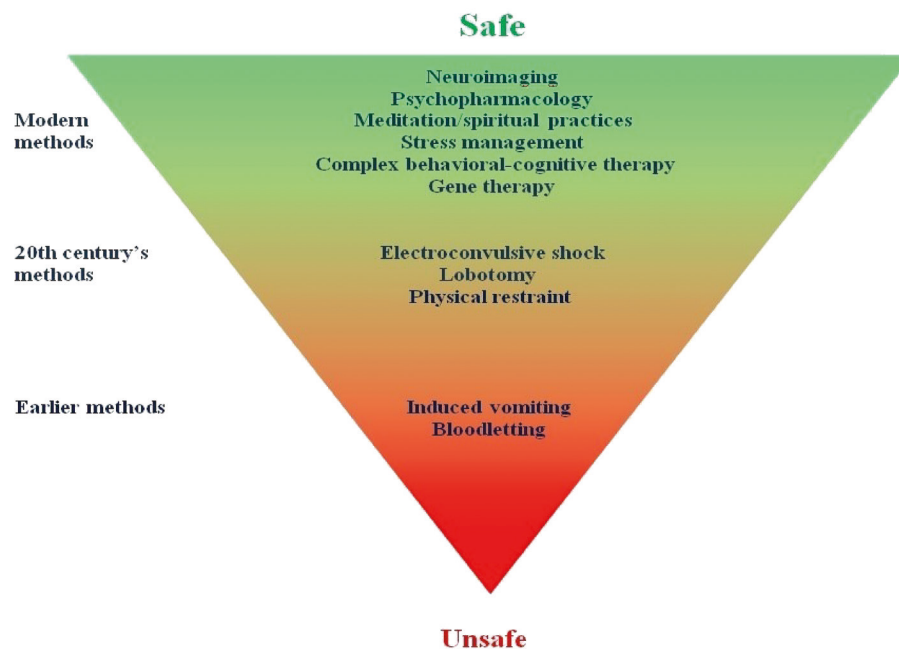 Safe
Neuroimaging
Psychopharmacology
Modern methods
Meditation/spiritual practices
Stress management
Complex behavioral-cognitive therapy
Gene therapy
20th century's methods
Electroconvulsive shock
Lobotomy
Physical restraint
Earlier methods
Induced vomiting
Bloodletting
Unsafe